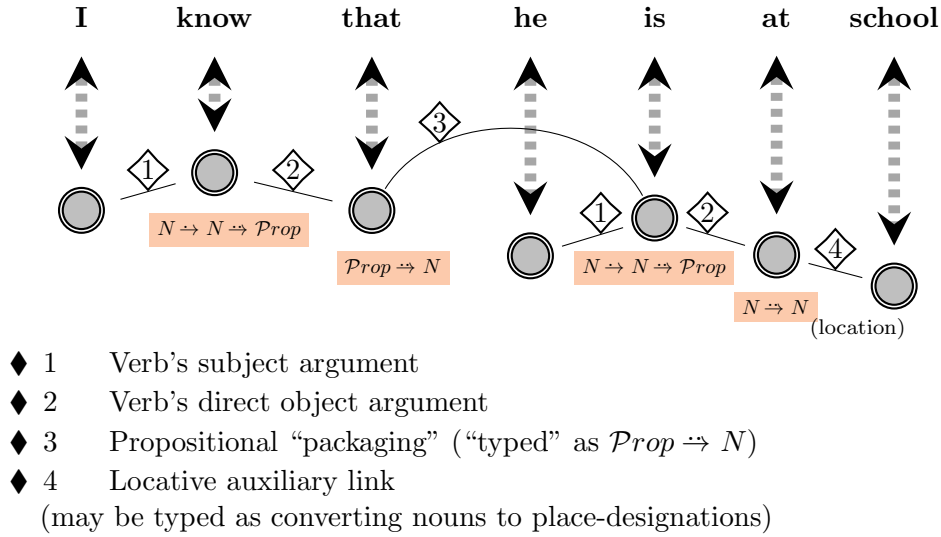 I know that he is at school
1 2 3 1 2 4
N → N → 𝒫rop
𝒫rop ⇢ N
N → N ⇢ 𝒫rop
N ⇢ N
(location)
♦ 1 Verb's subject argument
♦ 2 Verb's direct object argument
♦ 3 Propositional “packaging” (“typed” as 𝒫rop ⇢ N)
♦ 4 Locative auxiliary link
(may be typed as converting nouns to place-designations)